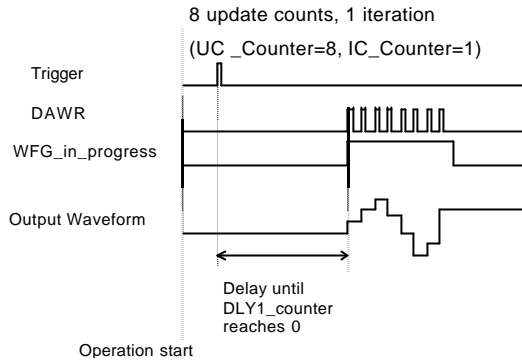 8 update counts, 1 iteration
(UC _Counter=8, IC_Counter=1)
Trigger
DAWR
WFG_in_progress
Output Waveform
Delay until
DLY1_counter
reaches 0
Operation start